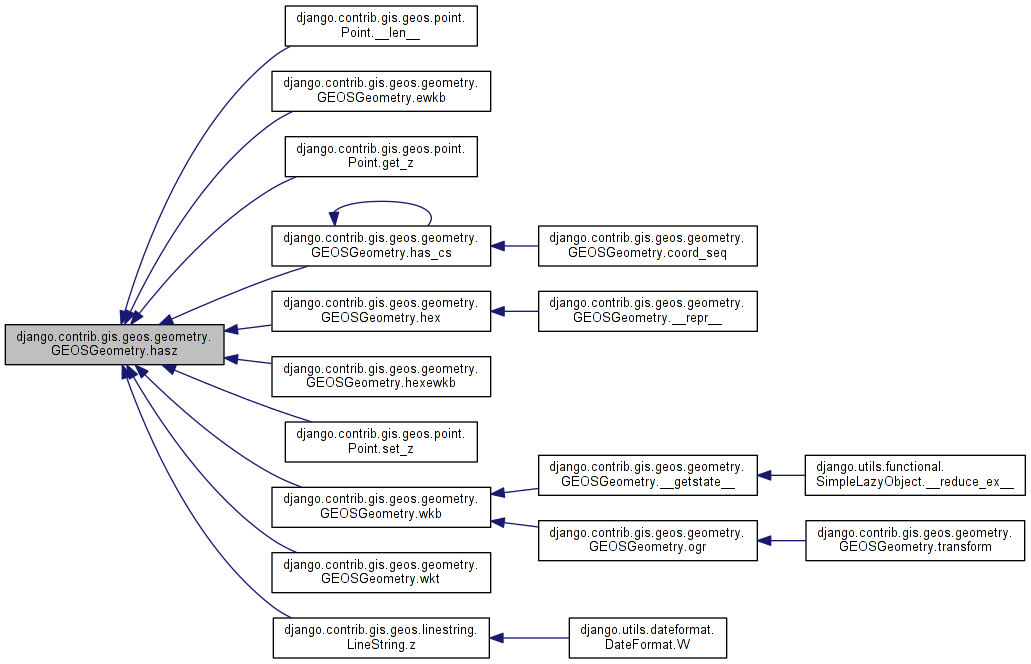 django.contrib.gis.geos.point.
Point.__len__
django.contrib.gis.geos.geometry.
GEOSGeometry.ewkb
django.contrib.gis.geos.point.
Point.get_z
django.contrib.gis.geos.geometry.
GEOSGeometry.has_cs
django.contrib.gis.geos.geometry.
GEOSGeometry.coord_seq
django.contrib.gis.geos.geometry.
GEOSGeometry.hex
django.contrib.gis.geos.geometry.
GEOSGeometry.__repr__
django.contrib.gis.geos.geometry.
GEOSGeometry.hasz
django.contrib.gis.geos.geometry.
GEOSGeometry.hexewkb
django.contrib.gis.geos.point.
Point.set_z
django.contrib.gis.geos.geometry.
GEOSGeometry.__getstate__
django.utils.functional.
SimpleLazyObject.__reduce_ex__
django.contrib.gis.geos.geometry.
GEOSGeometry.wkb
django.contrib.gis.geos.geometry.
GEOSGeometry.ogr
django.contrib.gis.geos.geometry.
GEOSGeometry.transform
django.contrib.gis.geos.geometry.
GEOSGeometry.wkt
django.contrib.gis.geos.linestring.
LineString.z
django.utils.dateformat.
DateFormat.W